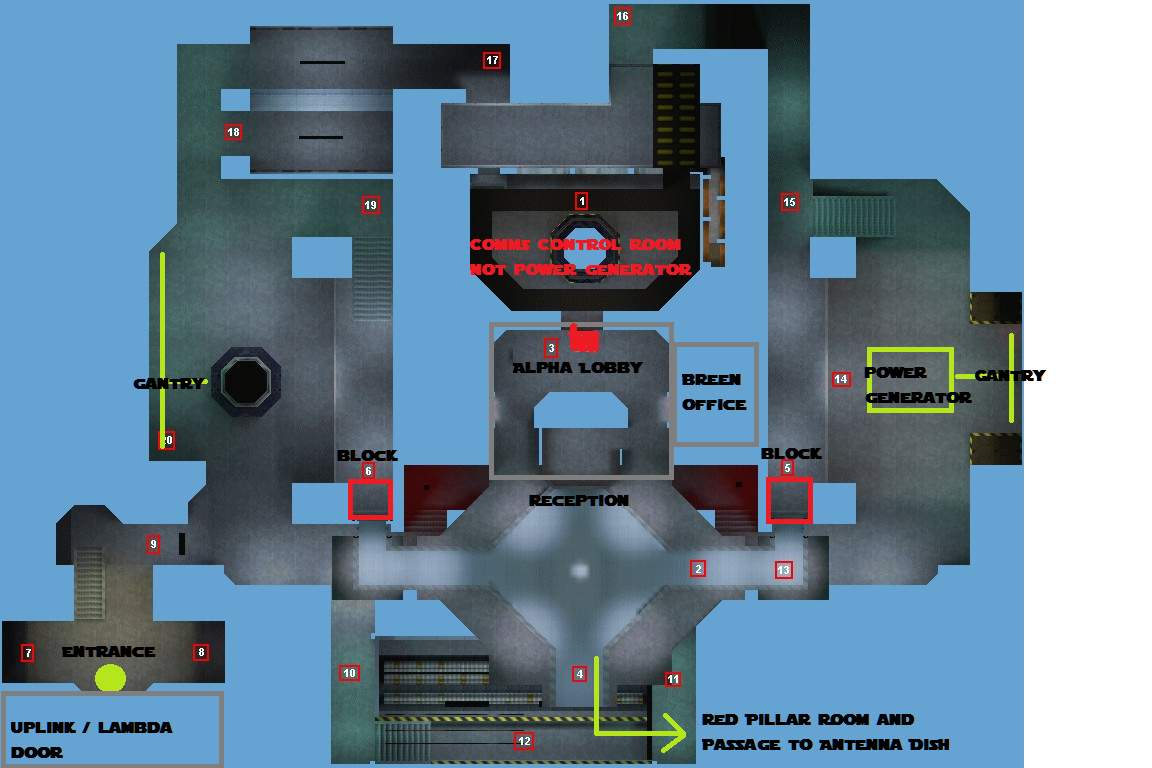 16
17
18
15
19
1
COMMS CONTROL ROOM
NOT POWER GENERATOR
3
ALPHA LOBBY
BREEN
OFFICE
14
POWER
GENERATOR
GANTRY
GANTRY
20
BLOCK
6
BLOCK
5
RECEPTION
9
2
13
7
ENTRANCE
8
10
4
11
UPLINK / LAMBDA
DOOR
12
RED PILLAR ROOM AND
PASSAGE TO ANTENNA DISH